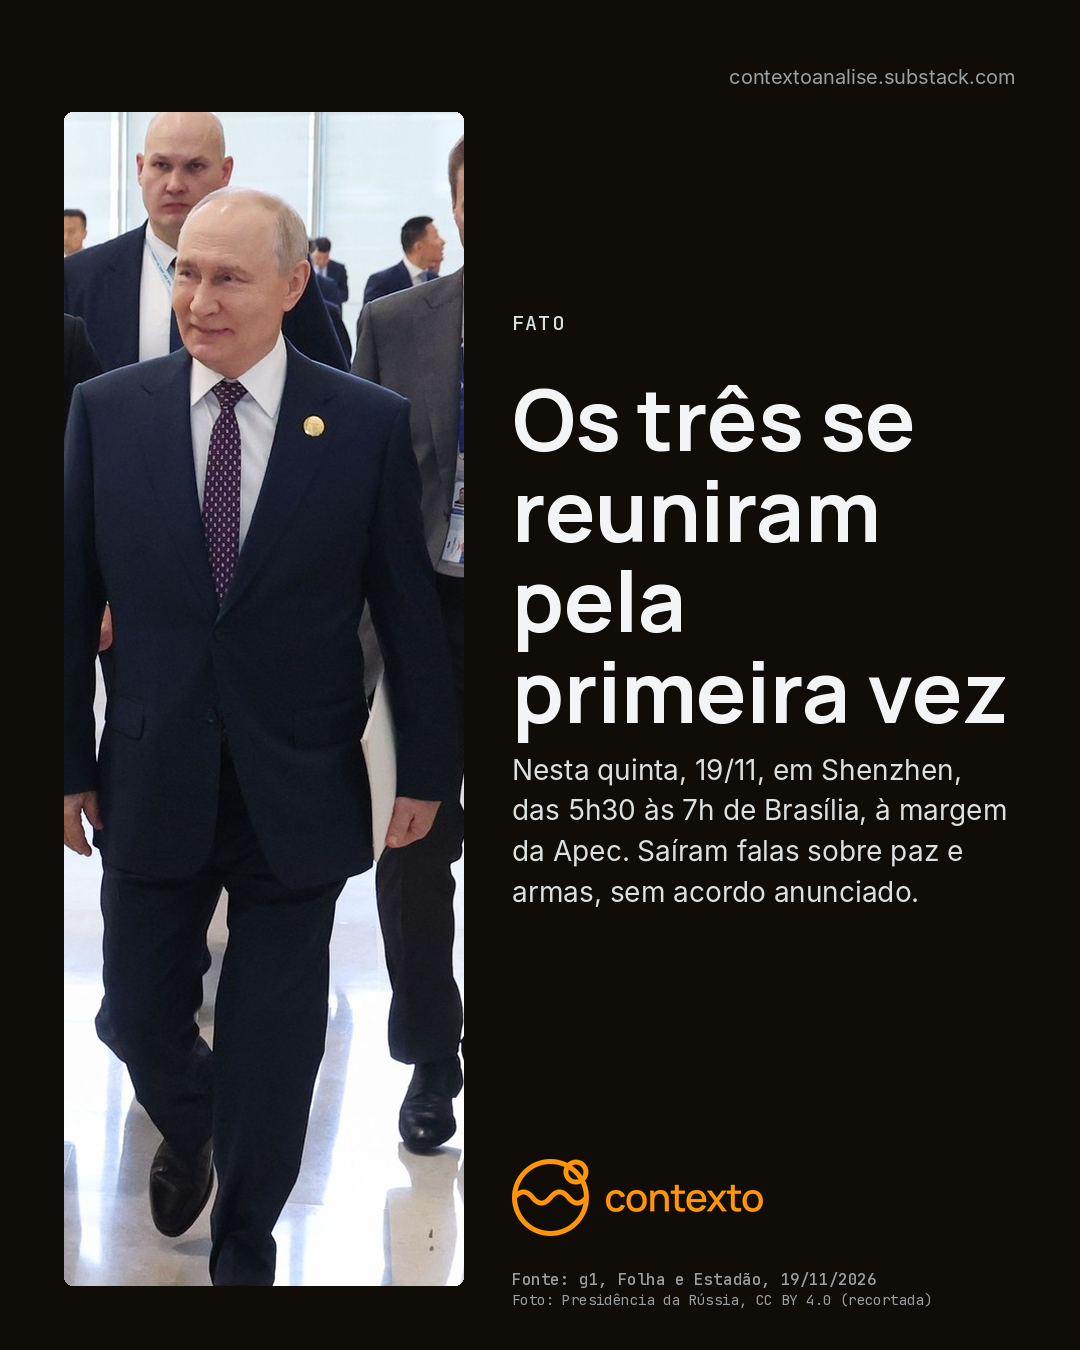 contextoanalise.substack.com
FATO
Os três se
reuniram
pela
primeira vez
Nesta quinta, 19/11, em Shenzhen,
das 5h30 às 7h de Brasília, à margem
da Apec. Saíram falas sobre paz e
armas, sem acordo anunciado.
contexto
Fonte: g1, Folha e Estadão, 19/11/2026
Foto: Presidência da Rússia, CC BY 4.0 (recortada)